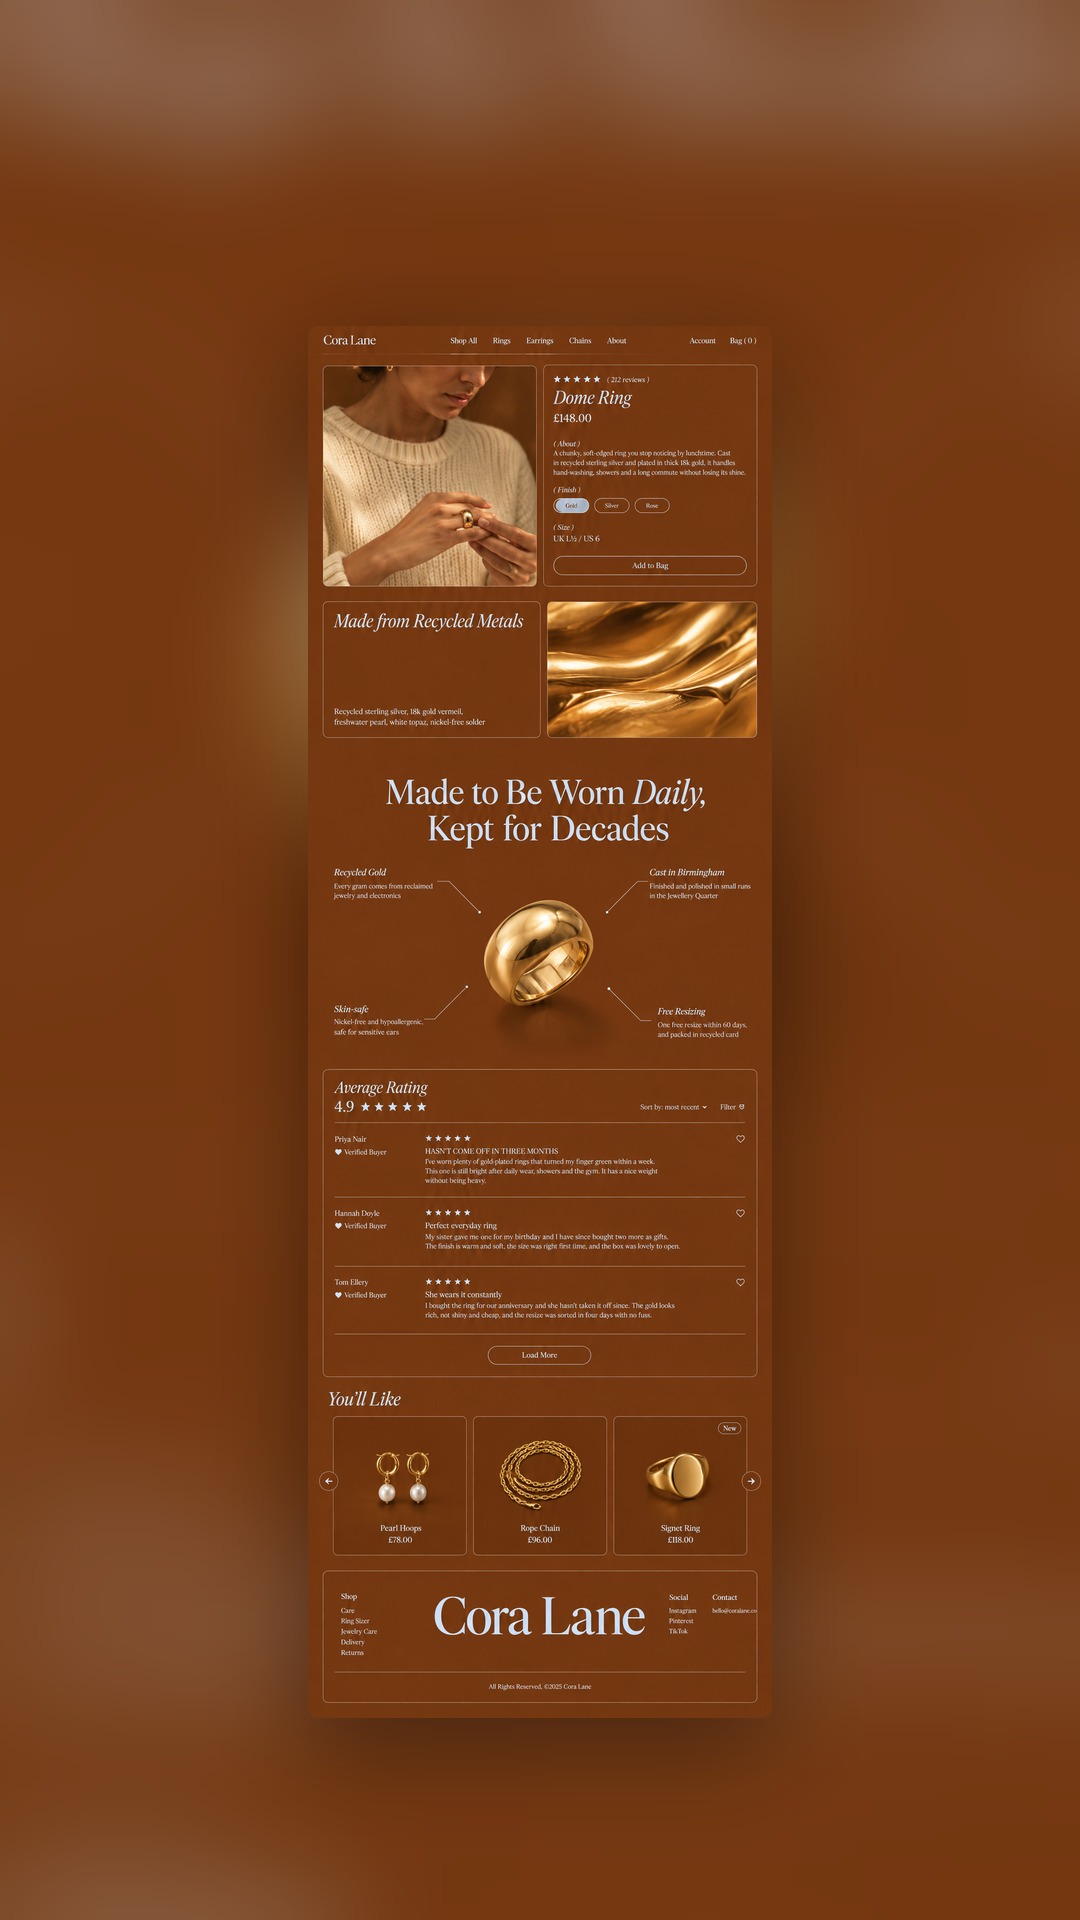 Cora Lane
Shop All Rings Earrings Chains About
Account Bag ( 0 )
( 212 reviews )
Dome Ring
£148.00
( About )
A chunky, soft-edged ring you stop noticing by lunchtime. Cast
in recycled sterling silver and plated in thick 18k gold, it handles
hand-washing, showers and a long commute without losing its shine.
( Finish )
Gold Silver Rose
( Size )
UK L½ / US 6
Add to Bag
Made from Recycled Metals
Recycled sterling silver, 18k gold vermeil,
freshwater pearl, white topaz, nickel-free solder
Made to Be Worn Daily,
Kept for Decades
Recycled Gold
Every gram comes from reclaimed
jewelry and electronics
Cast in Birmingham
Finished and polished in small runs
in the Jewellery Quarter
Skin-safe
Nickel-free and hypoallergenic,
safe for sensitive ears
Free Resizing
One free resize within 60 days,
and packed in recycled card
Average Rating
4.9
Sort by: most recent Filter
Priya Nair
Verified Buyer
HASN'T COME OFF IN THREE MONTHS
I've worn plenty of gold-plated rings that turned my finger green within a week.
This one is still bright after daily wear, showers and the gym. It has a nice weight
without being heavy.
Hannah Doyle
Verified Buyer
Perfect everyday ring
My sister gave me one for my birthday and I have since bought two more as gifts.
The finish is warm and soft, the size was right first time, and the box was lovely to open.
Tom Ellery
Verified Buyer
She wears it constantly
I bought the ring for our anniversary and she hasn't taken it off since. The gold looks
rich, not shiny and cheap, and the resize was sorted in four days with no fuss.
Load More
You'll Like
New
Pearl Hoops
£78.00
Rope Chain
£96.00
Signet Ring
£118.00
Shop
Care
Ring Sizer
Jewelry Care
Delivery
Returns
Cora Lane
Social
Instagram
Pinterest
TikTok
Contact
hello@coralane.co
All Rights Reserved, ©2025 Cora Lane